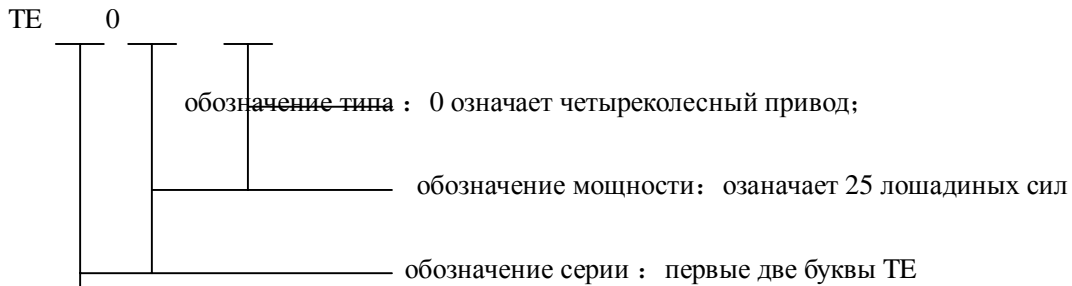 TE 0
обозначение типа： 0 означает четыреколесный привод;
обозначение мощности： озаначает 25 лошадиных сил
обозначение серии： первые две буквы TE